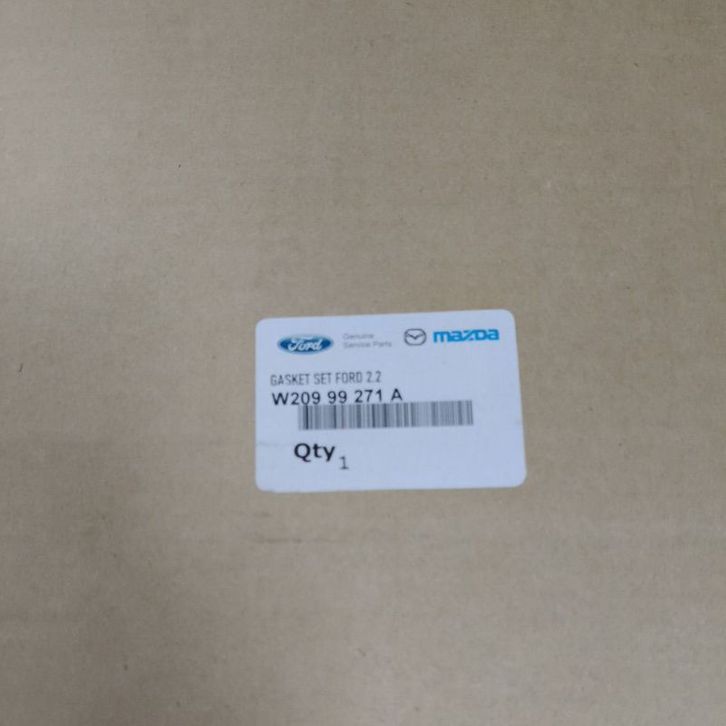 Ford Genuine Service Parts mazda
GASKET SET FORD 2.2
W209 99 271 A
Qty 1